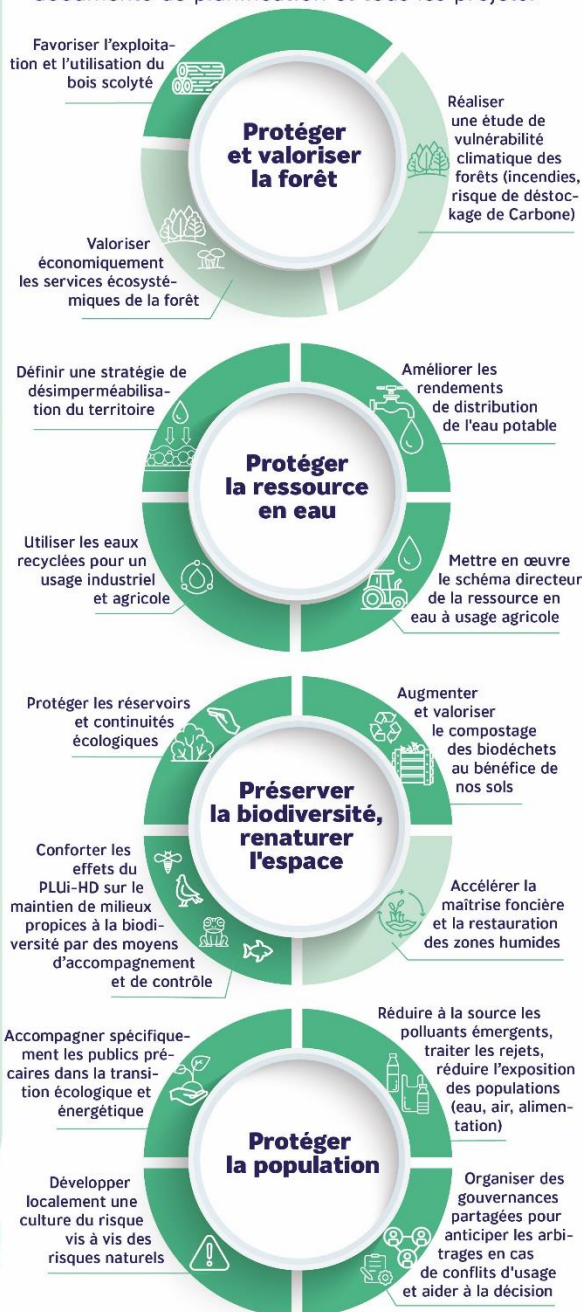 documents de planification et tous les projets.
Favoriser l'exploita-
tion et l'utilisation du
bois scolyté
Protéger
et valoriser
la forêt
Réaliser
une étude de
vulnérabilité
climatique des
forêts (incendies,
risque de déstoc-
kage de Carbone)
Valoriser
économiquement
les services écosysté-
miques de la forêt
Définir une stratégie de
désimperméabilisa-
tion du territoire
Améliorer les
rendements
de distribution
de l'eau potable
Protéger
la ressource
en eau
Utiliser les eaux
recyclées pour un
usage industriel
et agricole
Mettre en œuvre
le schéma directeur
de la ressource en
eau à usage agricole
Protéger les réservoirs
et continuités
écologiques
Augmenter
et valoriser
le compostage
des biodéchets
au bénéfice de
nos sols
Préserver
la biodiversité,
renaturer
l'espace
Conforter les
effets du
PLUi-HD sur le
maintien de milieux
propices à la biodi-
versité par des moyens
d'accompagnement
et de contrôle
Accélérer la
maîtrise foncière
et la restauration
des zones humides
Accompagner spécifique-
ment les publics pré-
caires dans la transi-
tion écologique et
énergétique
Réduire à la source les
polluants émergents,
traiter les rejets,
réduire l'exposition
des populations
(eau, air, alimen-
tation)
Protéger
la population
Développer
localement une
culture du risque
vis à vis des
risques naturels
Organiser des
gouvernances
partagées pour
anticiper les arbi-
trages en cas
de conflits d'usage
et aider à la décision